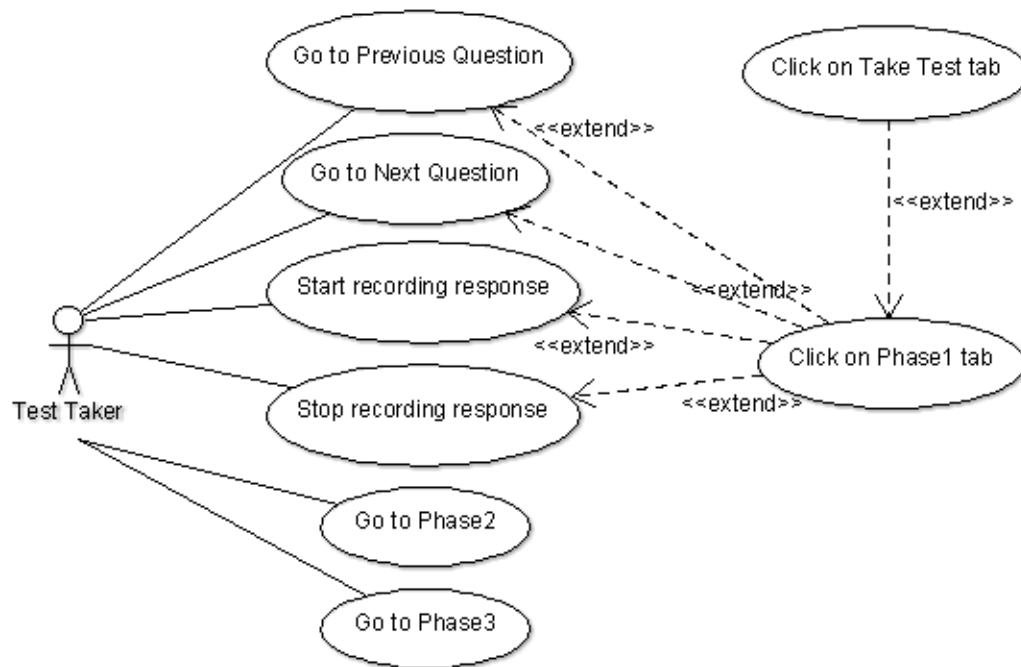 Go to Previous Question
Click on Take Test tab
<<extend>>
Go to Next Question
<<extend>>
Start recording response
<<extend>>
<<extend>>
Click on Phase1 tab
Stop recording response
<<extend>>
Test Taker
Go to Phase2
Go to Phase3